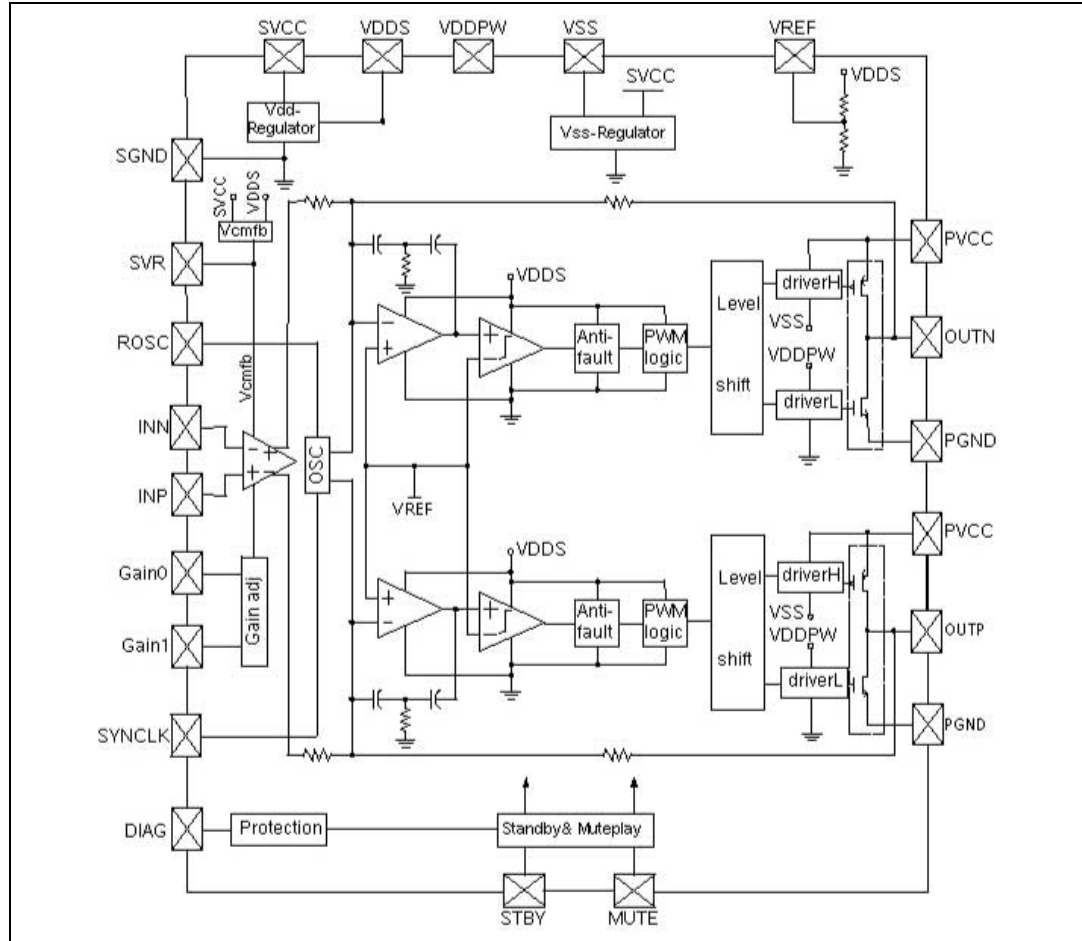 SVCC
VDDS
VDDPW
VSS
VREF
SVCC
VDDS
Vdd-
Regulator
Vss-Regulator
SGND
SVCC
VDDS
Vcmfb
SVR
PVCC
VDDS
driverH
Level
shift
VSS
ROSC
Vcmfb
Anti-
fault
PWM
logic
OUTN
VDDPW
driverL
INN
OSC
PGND
INP
VREF
PVCC
VDDS
Gain0
Gain adj
Level
shift
driverH
Anti-
fault
PWM
logic
VSS
VDDPW
OUTP
Gain1
driverL
SYNCLK
PGND
DIAG
Protection
Standby& Muteplay
STBY
MUTE